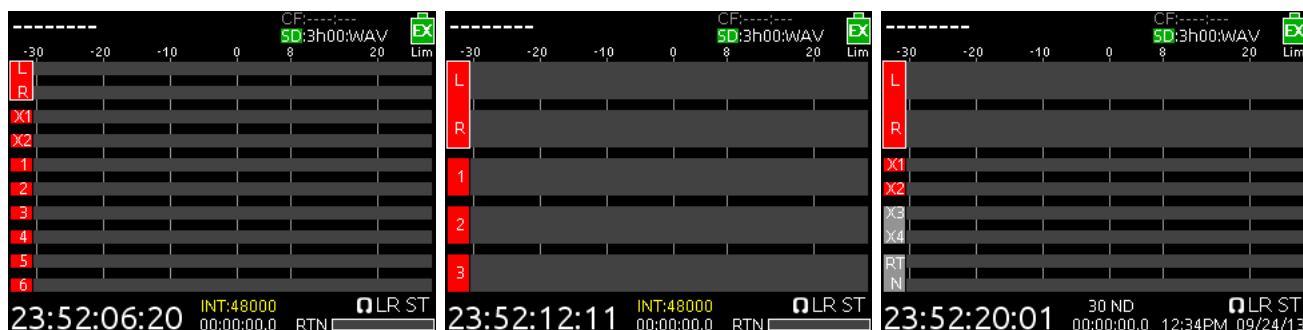 --------
CF:----:---
SD:3h00:WAV
EX
-30 -20 -10 0 8 20 Lim
L
R
X1
X2
1
2
3
4
5
6
23:52:06:20
INT:48000
00:00:00.0
LR ST
RTN
--------
CF:----:---
SD:3h00:WAV
EX
-30 -20 -10 0 8 20 Lim
L
R
1
2
3
23:52:12:11
INT:48000
00:00:00.0
LR ST
RTN
--------
CF:----:---
SD:3h00:WAV
EX
-30 -20 -10 0 8 20 Lim
L
R
X1
X2
X3
X4
RT
N
23:52:20:01
30 ND
LR ST
00:00:00.0 12:34PM 09/24/13